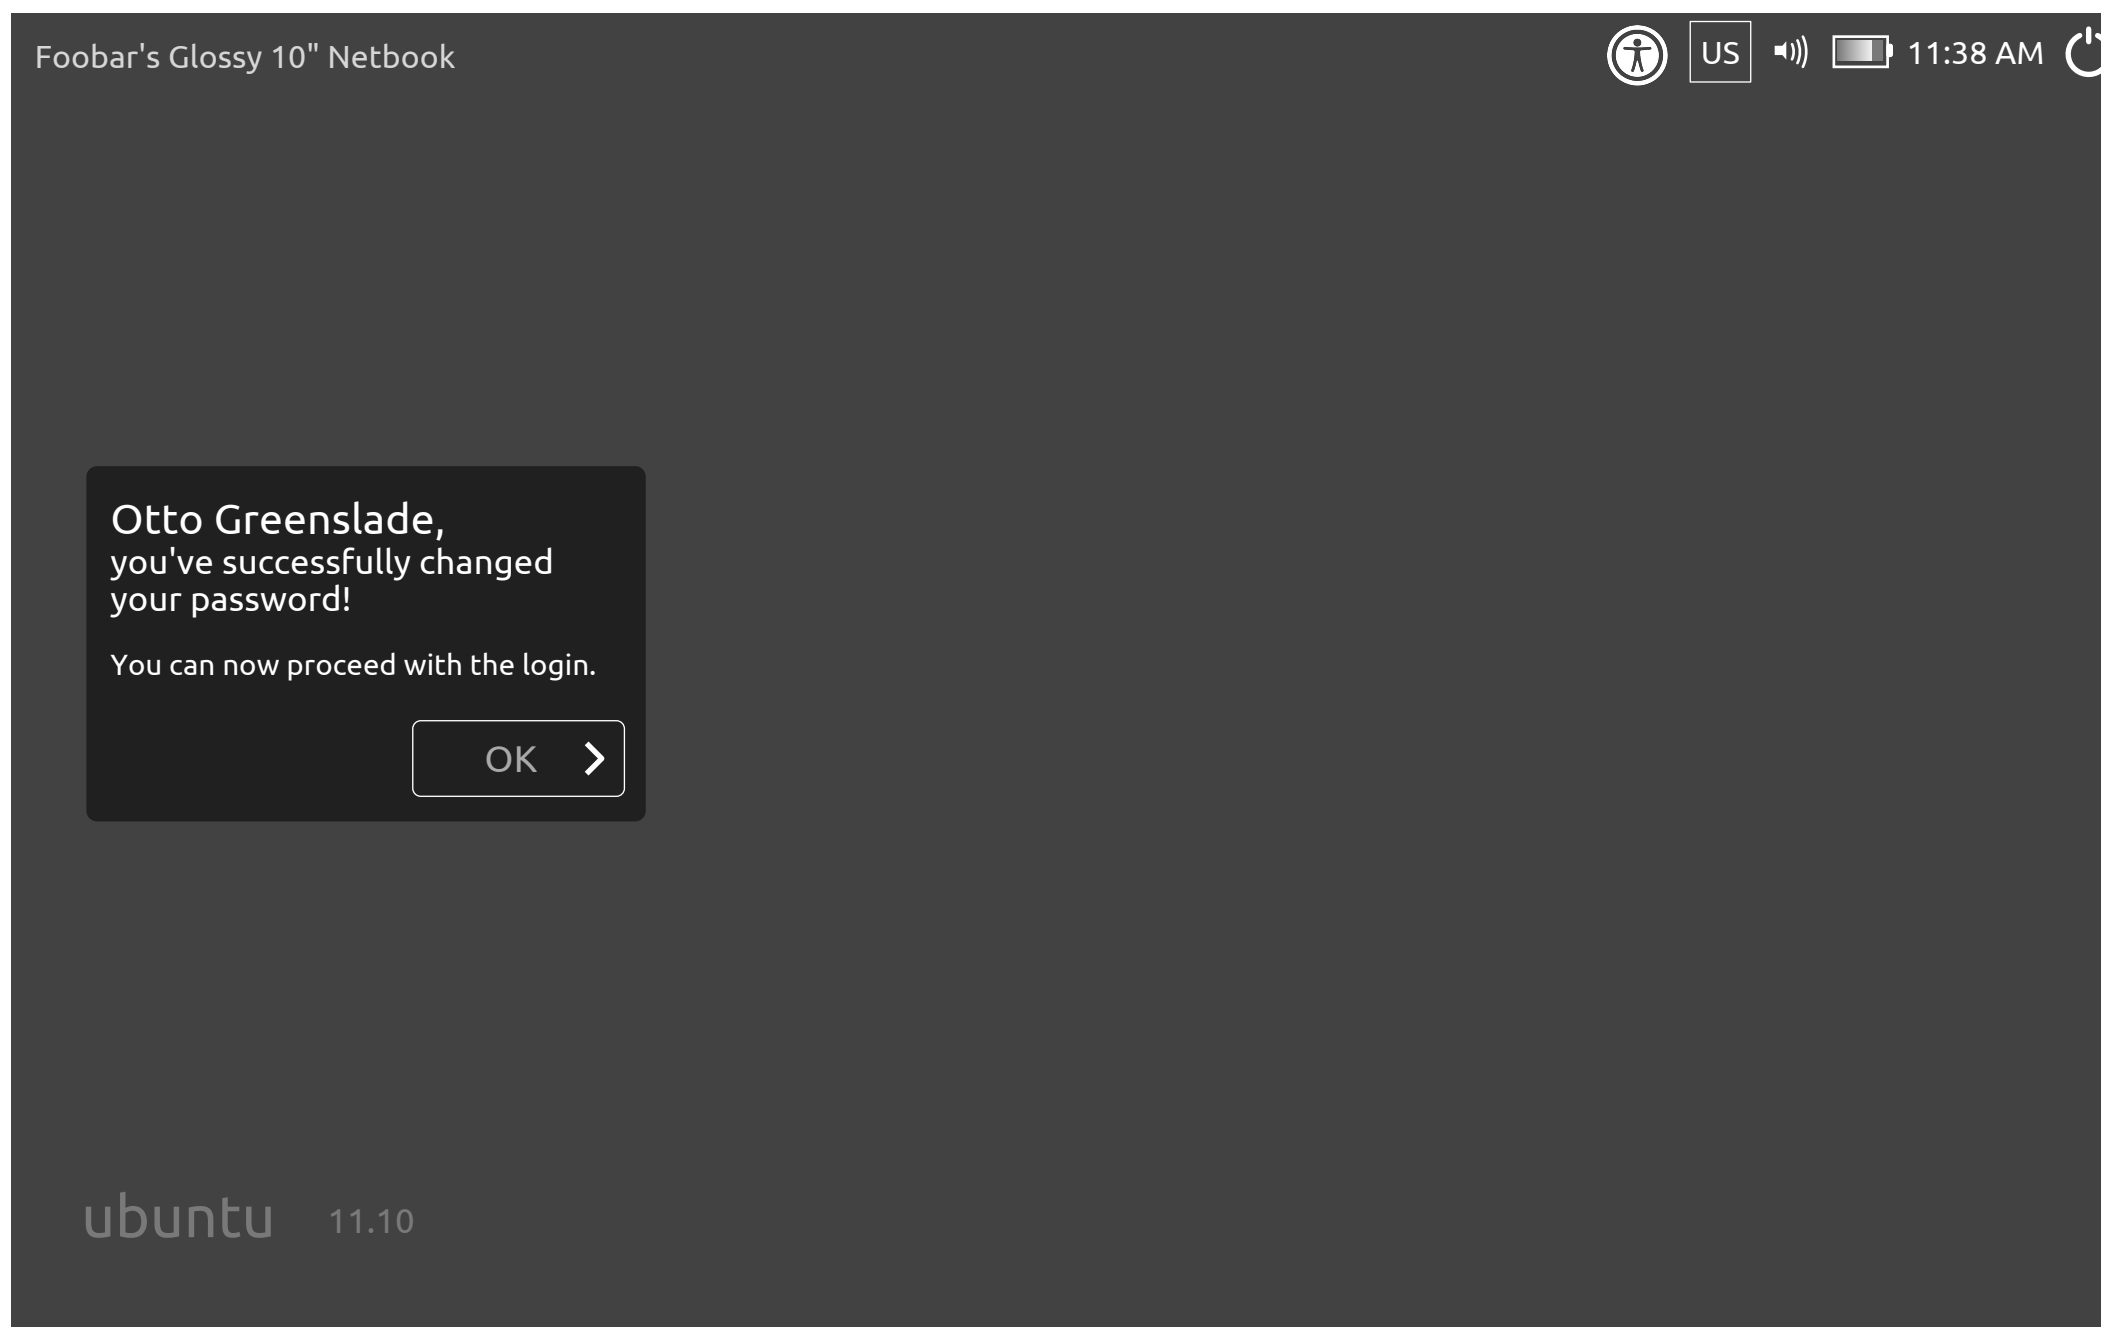 Foobar's Glossy 10" Netbook
US
11:38 AM
Otto Greenslade,
you've successfully changed
your password!
You can now proceed with the login.
OK
ubuntu 11.10